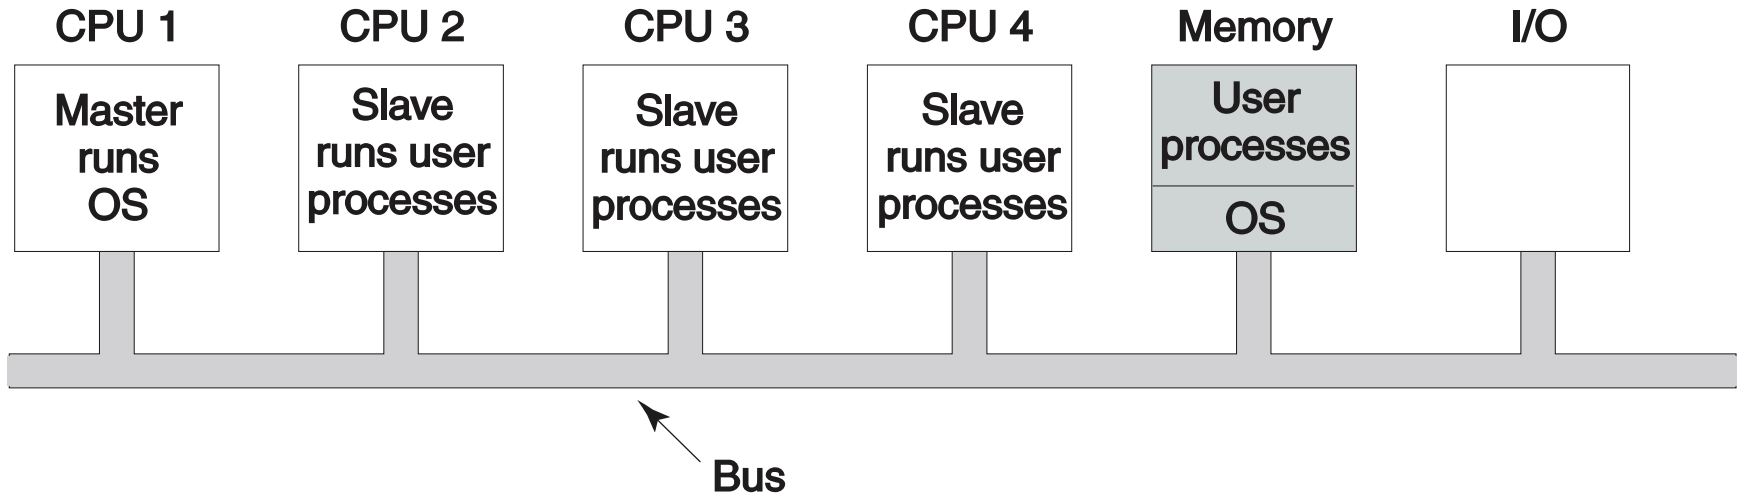 CPU 1
CPU 2
CPU 3
CPU 4
Memory
I/O
Master
runs
OS
Slave
runs user
processes
Slave
runs user
processes
Slave
runs user
processes
User
processes
OS
Bus